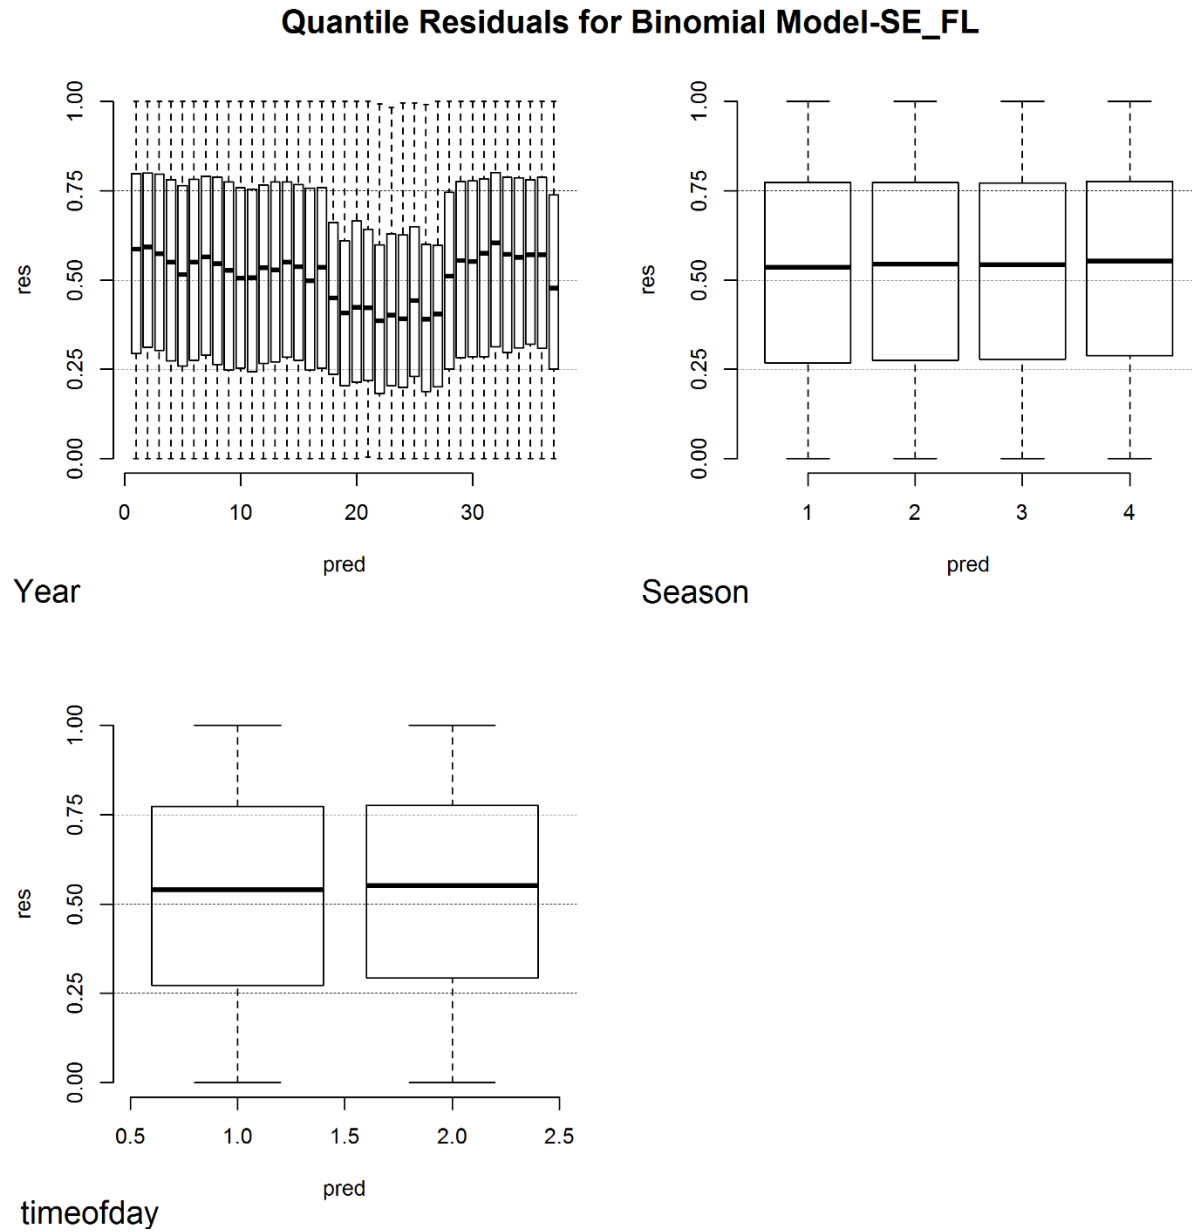 Quantile Residuals for Binomial Model-SE_FL
res
0.00 0.25 0.50 0.75 1.00
0 10 20 30
pred
Year
res
0.00 0.25 0.50 0.75 1.00
1 2 3 4
pred
Season
res
0.00 0.25 0.50 0.75 1.00
0.5 1.0 1.5 2.0 2.5
pred
timeofday